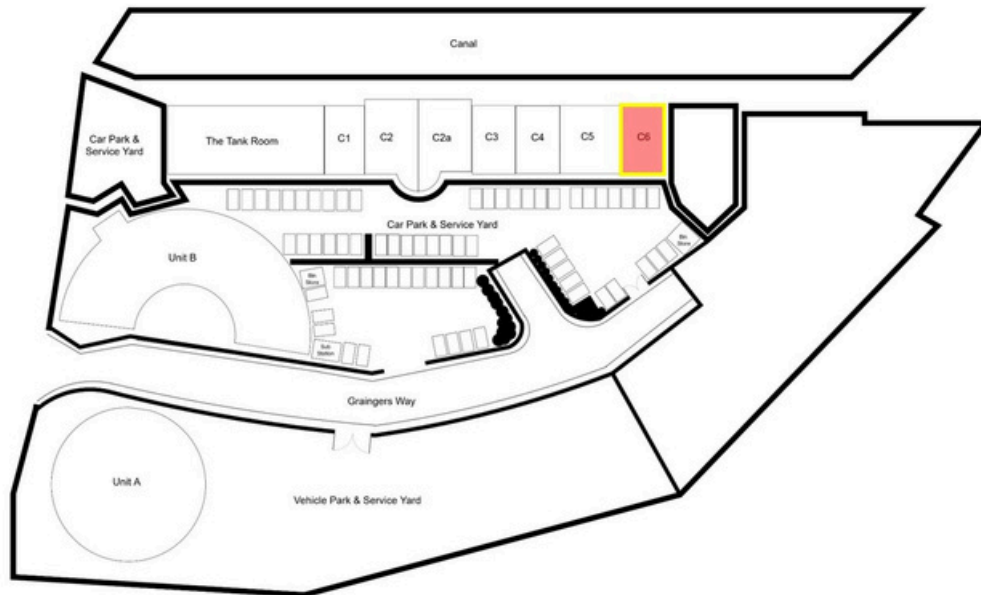 Canal
Car Park &
Service Yard
The Tank Room
C1
C2
C2a
C3
C4
C5
C6
Car Park & Service Yard
Bin
Store
Unit B
Bin
Store
Sub
Station
Graingers Way
Unit A
Vehicle Park & Service Yard